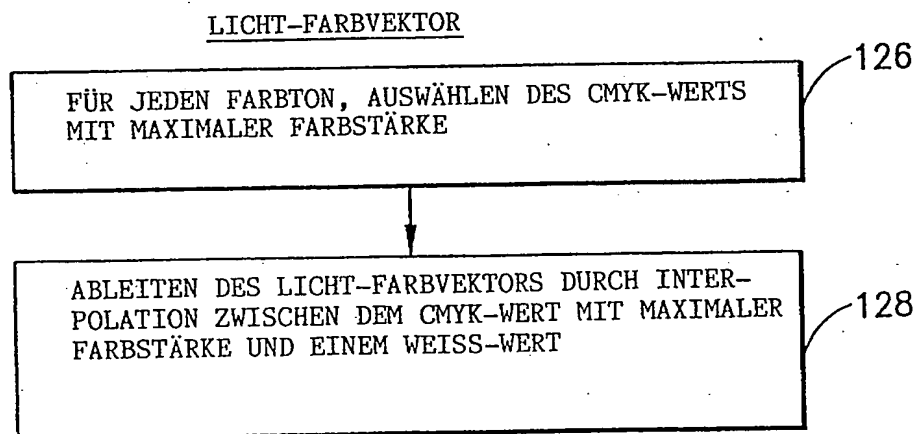 LICHT-FARBVEKTOR
126
FÜR JEDEN FARBTON, AUSWÄHLEN DES CMYK-WERTS
MIT MAXIMALER FARBSTÄRKE
ABLEITEN DES LICHT-FARBVEKTORS DURCH INTER-
POLATION ZWISCHEN DEM CMYK-WERT MIT MAXIMALER
FARBSTÄRKE UND EINEM WEISS-WERT
128